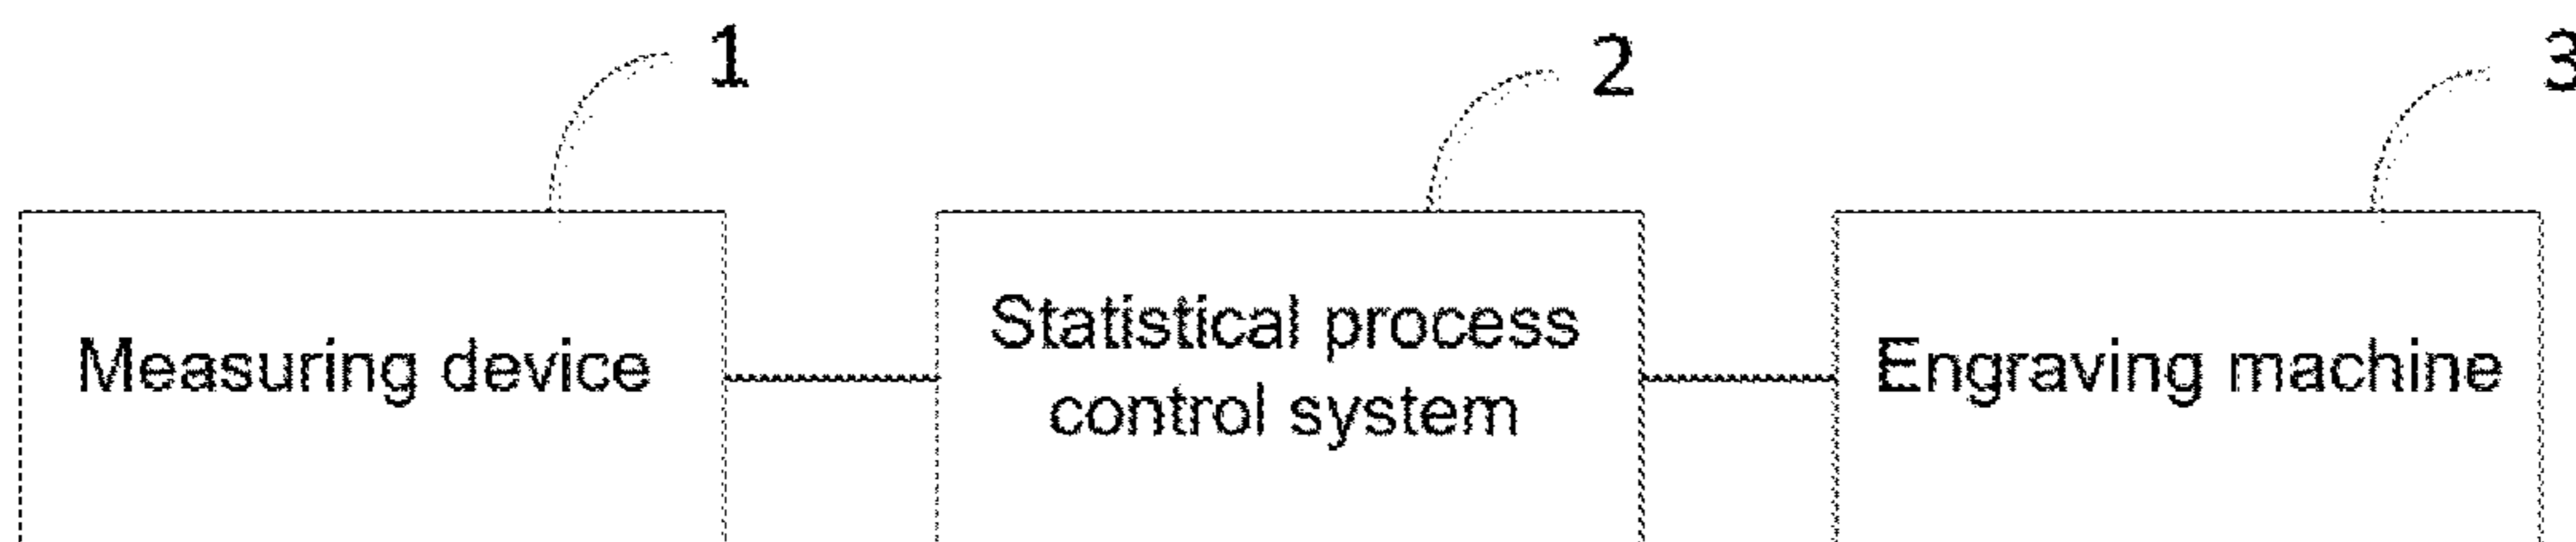 1
2
3
Measuring device
Statistical process
control system
Engraving machine